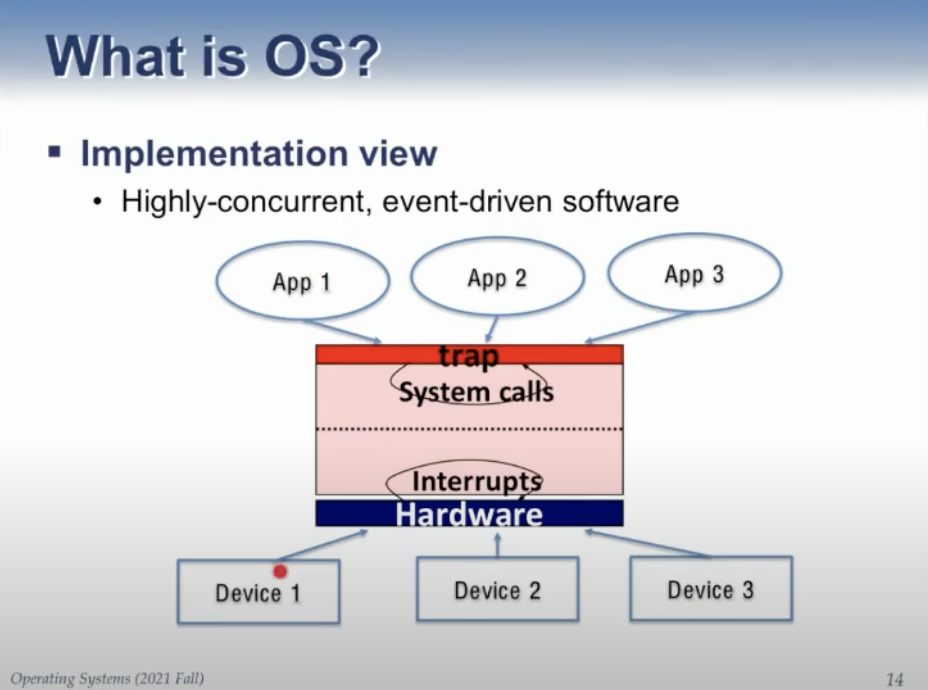 What is OS?
Implementation view
• Highly-concurrent, event-driven software
App 1
App 2
App 3
trap
System calls
Interrupts
Hardware
Device 1
Device 2
Device 3
Operating Systems (2021 Fall)
14